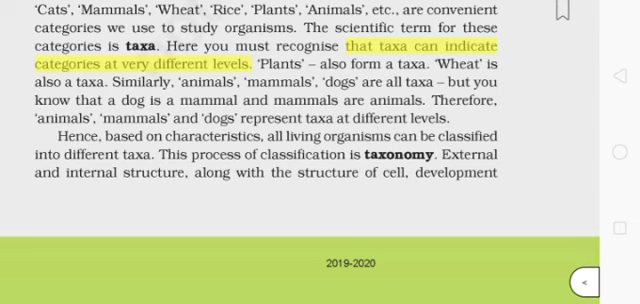 ‘Cats’, ‘Mammals’, ‘Wheat’, ‘Rice’, ‘Plants’, ‘Animals’, etc., are convenient
categories we use to study organisms. The scientific term for these
categories is taxa. Here you must recognise that taxa can indicate
categories at very different levels. ‘Plants’ – also form a taxa. ‘Wheat’ is
also a taxa. Similarly, ‘animals’, ‘mammals’, ‘dogs’ are all taxa – but you
know that a dog is a mammal and mammals are animals. Therefore,
‘animals’, ‘mammals’ and ‘dogs’ represent taxa at different levels.
Hence, based on characteristics, all living organisms can be classified
into different taxa. This process of classification is taxonomy. External
and internal structure, along with the structure of cell, development
2019-2020